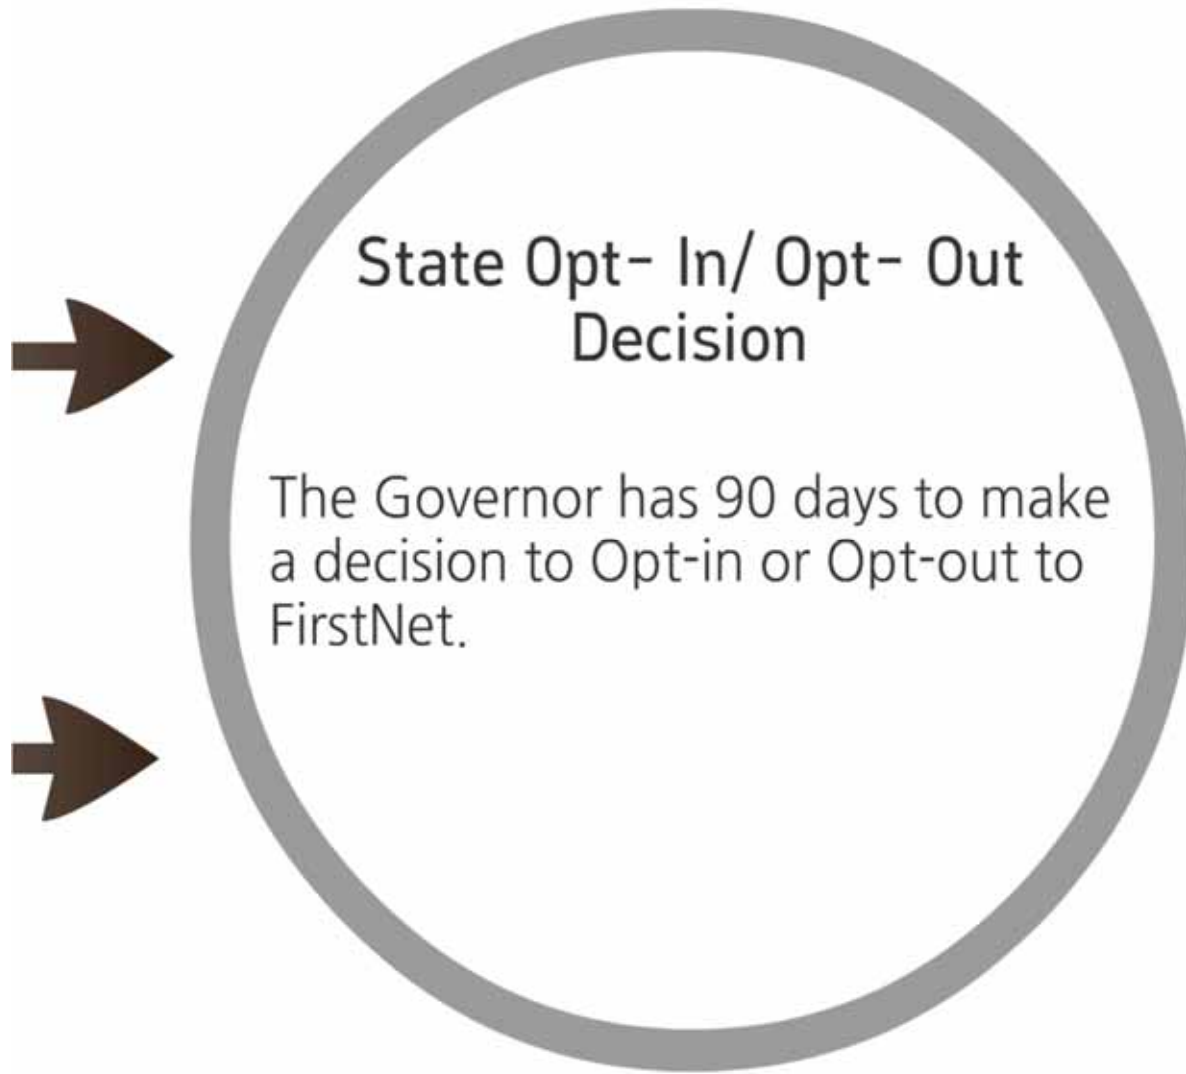 State Opt- In/ Opt- Out
Decision
The Governor has 90 days to make
a decision to Opt-in or Opt-out to
FirstNet.